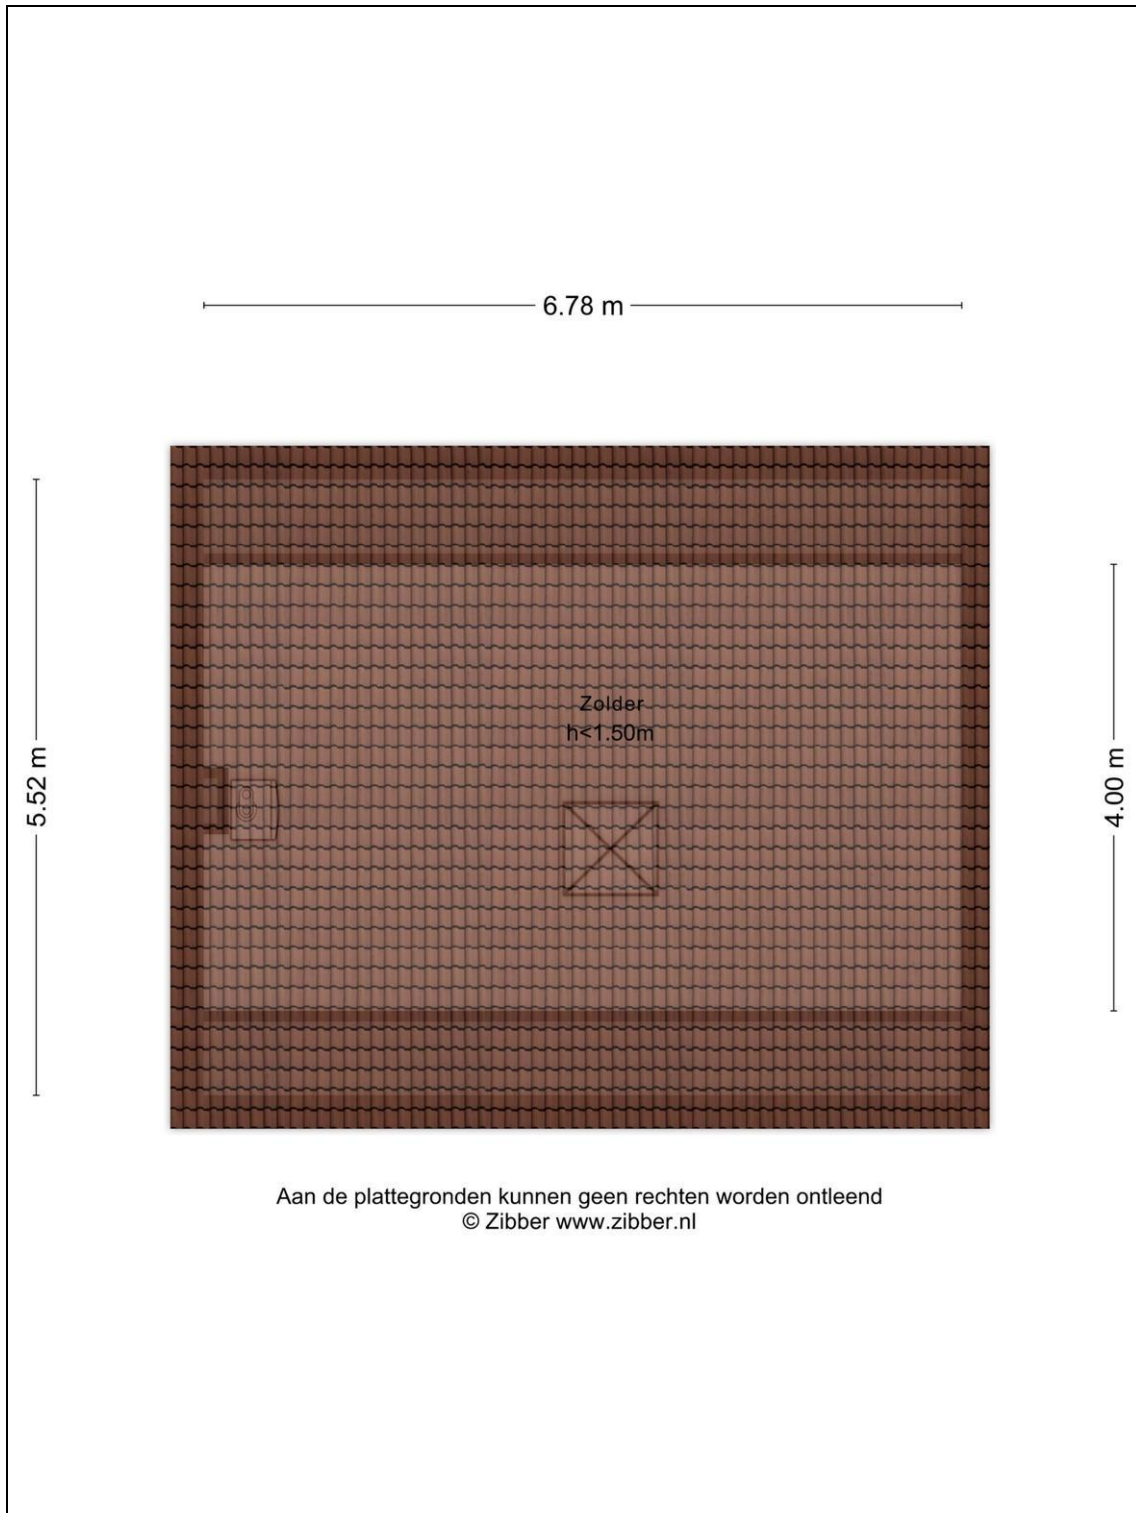 6.78 m
Zolder
h<1.50m
5.52 m
4.00 m
Aan de plattegronden kunnen geen rechten worden ontleend
© Zibber www.zibber.nl